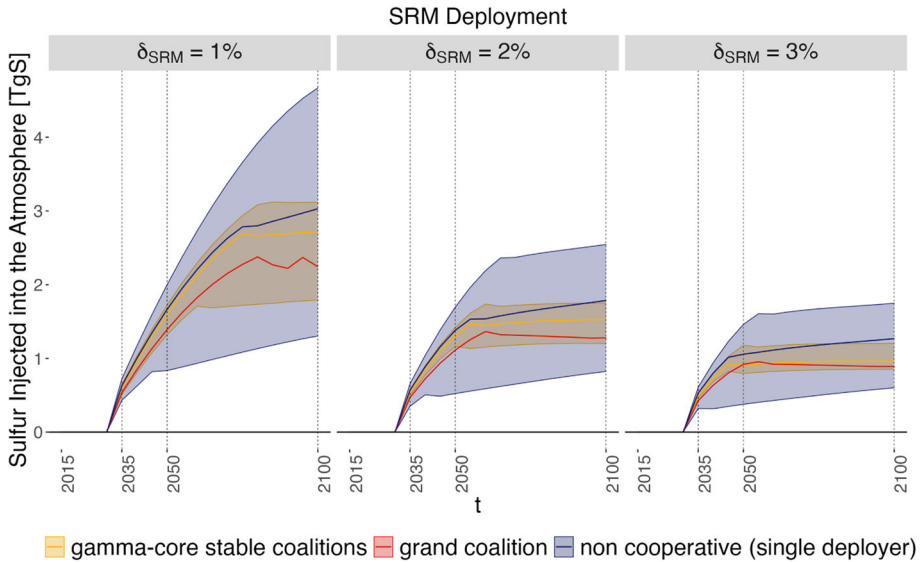 SRM Deployment
δSRM = 1%
δSRM = 2%
δSRM = 3%
Sulfur Injected into the Atmosphere [TgS]
4
3
2
1
0
2015
2035
2050
2100
2015
2035
2050
2100
2015
2035
2050
2100
t
gamma-core stable coalitions
grand coalition
non cooperative (single deployer)